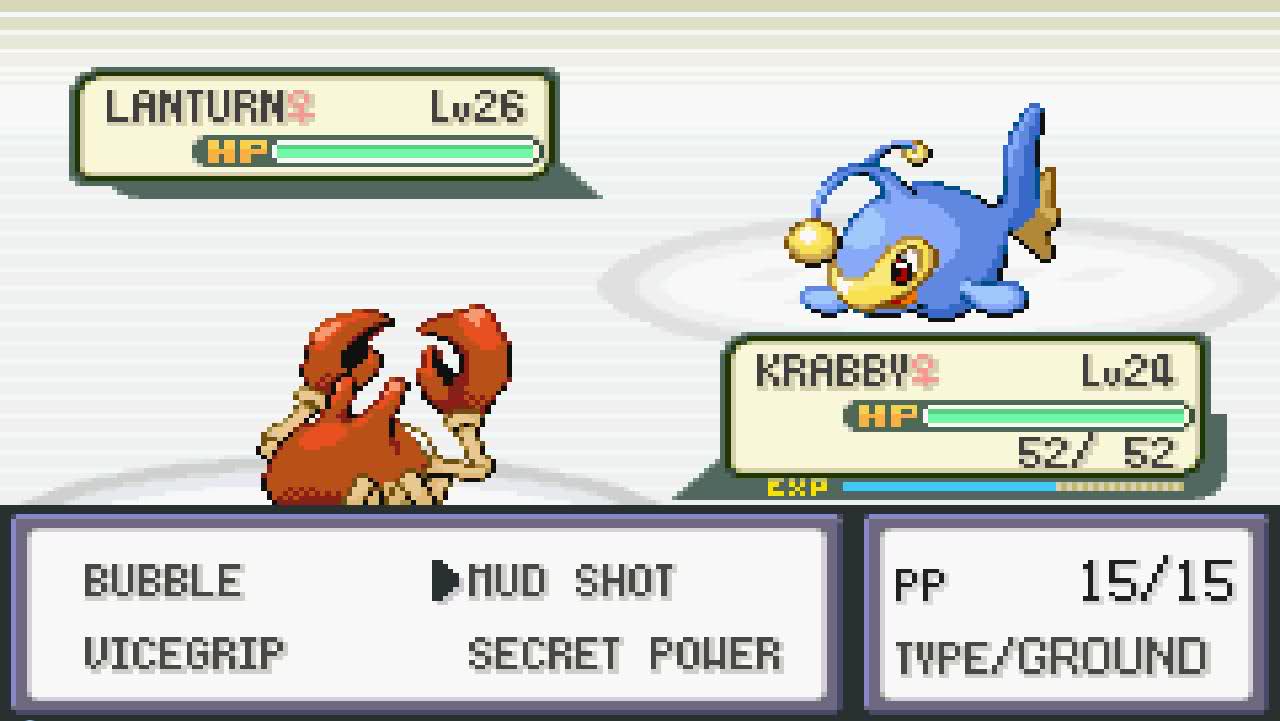 LANTURN♀ Lv26
HP
KRABBY♀ Lv24
HP
52/ 52
EXP
BUBBLE ▶MUD SHOT
VICEGRIP SECRET POWER
PP 15/15
TYPE/GROUND